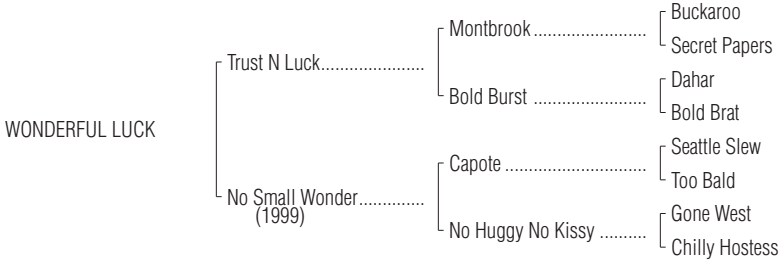 Buckaroo
Montbrook ........................
Secret Papers
Trust N Luck......................
Dahar
Bold Burst ........................
Bold Brat
WONDERFUL LUCK
Seattle Slew
Capote ..............................
Too Bald
No Small Wonder..............
(1999)
Gone West
No Huggy No Kissy ..........
Chilly Hostess